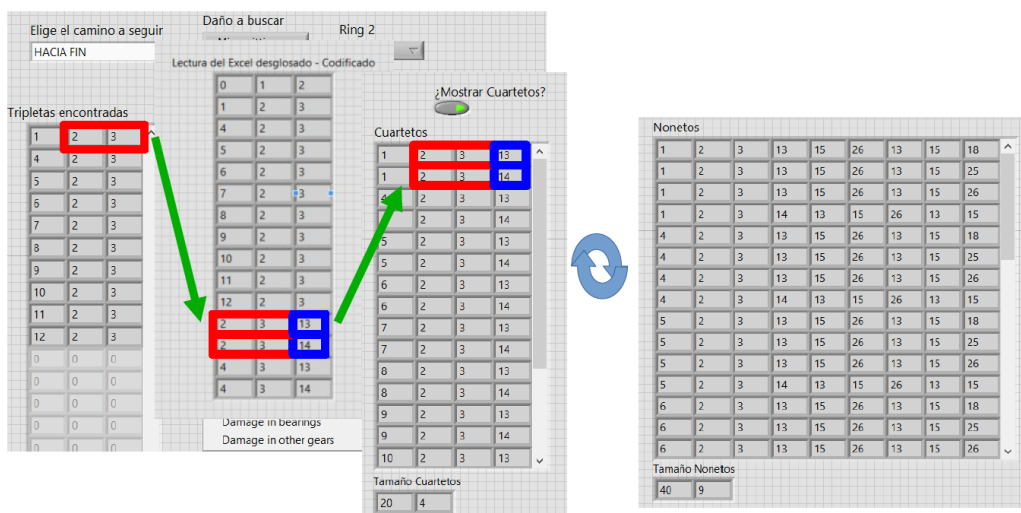 Elige el camino a seguir
HACIA FIN
Daño a buscar
Ring 2
Tripletas encontradas
1 2 3
4 2 3
5 2 3
6 2 3
7 2 3
8 2 3
9 2 3
10 2 3
11 2 3
12 2 3
0 0 0
0 0 0
0 0 0
0 0 0
0 0 0
Lectura del Excel desglosado - Codificado
0 1 2
1 2 3
4 2 3
5 2 3
6 2 3
7 2 3
8 2 3
9 2 3
10 2 3
11 2 3
12 2 3
2 3 13
2 3 14
4 3 13
4 3 14
Damage in bearings
Damage in other gears
¿Mostrar Cuartetos?
Cuartetos
1 2 3 13
1 2 3 14
4 2 3 13
2 3 14
5 2 3 13
5 2 3 14
6 2 3 13
6 2 3 14
7 2 3 13
7 2 3 14
8 2 3 13
8 2 3 14
9 2 3 13
9 2 3 14
10 2 3 13
Tamaño Cuartetos
20 4
Nonetos
1 2 3 13 15 26 13 15 18
1 2 3 13 15 26 13 15 25
1 2 3 13 15 26 13 15 26
1 2 3 14 13 15 26 13 15
4 2 3 13 15 26 13 15 18
4 2 3 13 15 26 13 15 25
4 2 3 13 15 26 13 15 26
4 2 3 14 13 15 26 13 15
5 2 3 13 15 26 13 15 18
5 2 3 13 15 26 13 15 25
5 2 3 13 15 26 13 15 26
5 2 3 14 13 15 26 13 15
6 2 3 13 15 26 13 15 18
6 2 3 13 15 26 13 15 25
6 2 3 13 15 26 13 15 26
Tamaño Nonetos
40 9